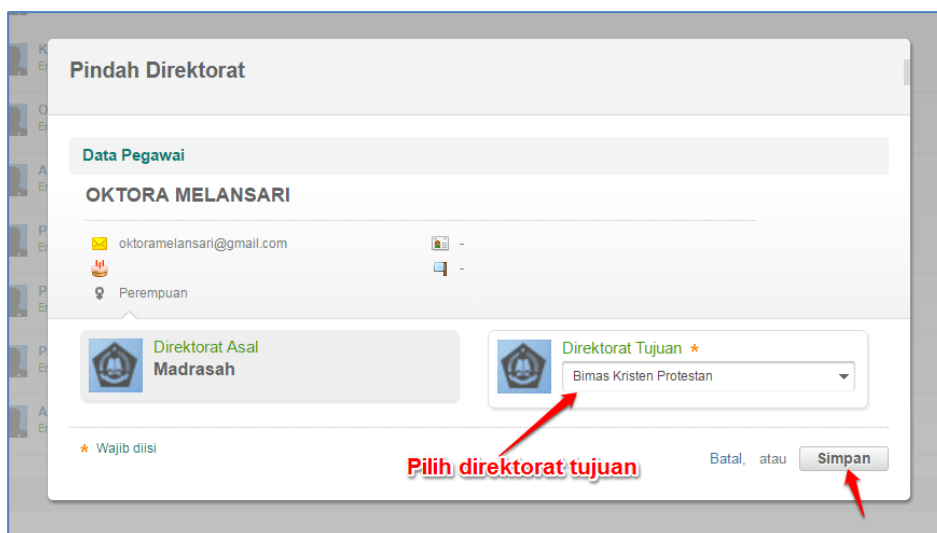 Pindah Direktorat
Data Pegawai
OKTORA MELANSARI
oktoramelansari@gmail.com
-
-
Perempuan
Direktorat Asal
Madrasah
Direktorat Tujuan *
Bimas Kristen Protestan
* Wajib diisi
Pilih direktorat tujuan
Batal, atau Simpan